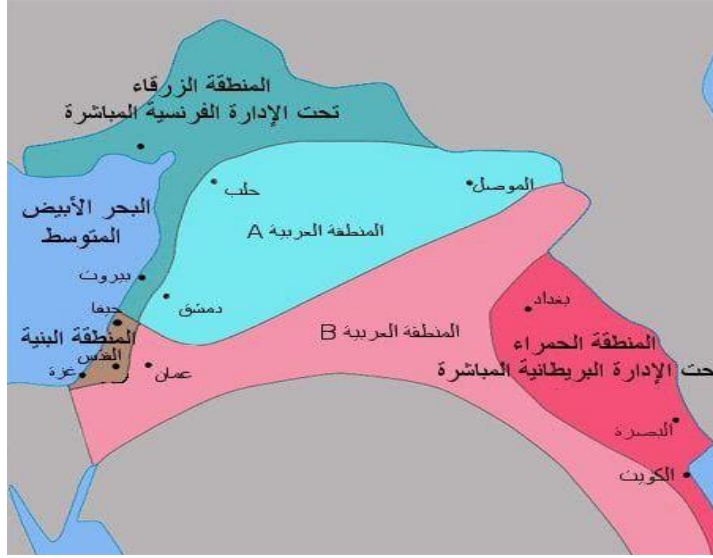 المنطقة الزرقاء
تحت الإدارة الفرنسية المباشرة
حلب
الموصل
البحر الأبيض
المتوسط
المنطقة العربية A
بيروت
دمشق
بغداد
حيفا
المنطقة البنية
المنطقة العربية B
المنطقة الحمراء
القدس
غزة
عمان
حت الإدارة البريطانية المباشرة
البصرة
الكويت